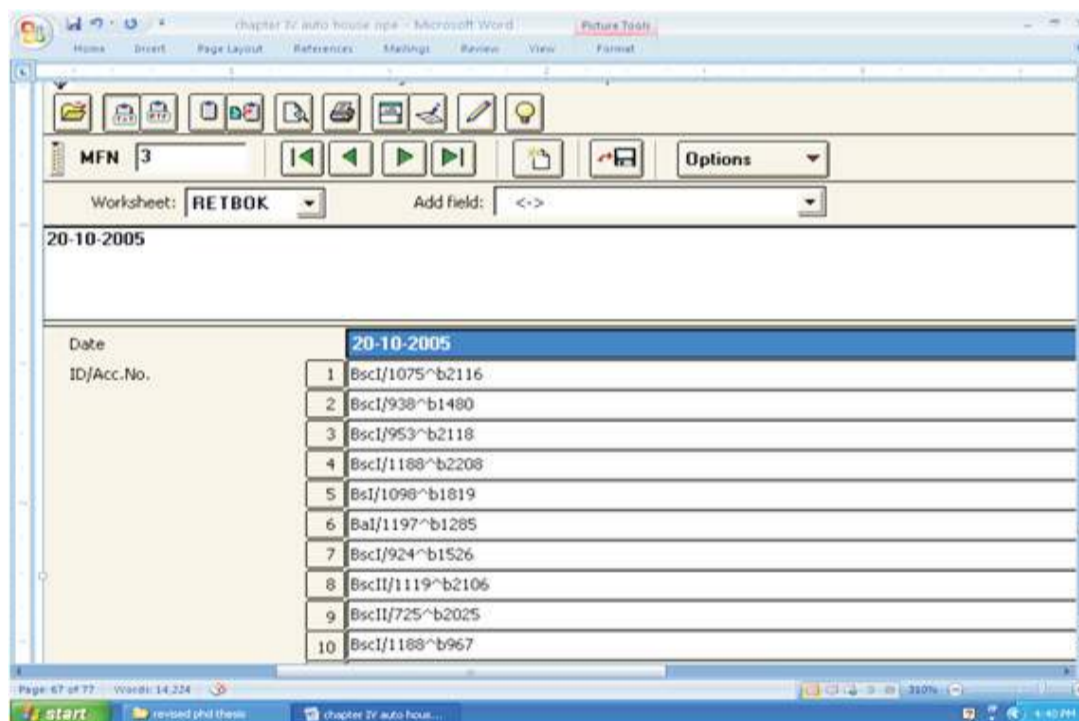 chapter IV auto house ope - Microsoft Word Picture Tools
Home Insert Page Layout References Mailings Review View Format
MFN 3 Options
Worksheet: RETBOK Add field: <->
20-10-2005
Date 20-10-2005
ID/Acc.No. 1 BscI/1075^b2116
2 BscI/938^b1480
3 BscI/953^b2118
4 BscI/1188^b2208
5 BsI/1098^b1819
6 BaI/1197^b1285
7 BscI/924^b1526
8 BscII/1119^b2106
9 BscII/725^b2025
10 BscI/1188^b967
Page: 67 of 77 Words: 14,224 310%
start revised phd thesis chapter IV auto hous... 4:40 PM